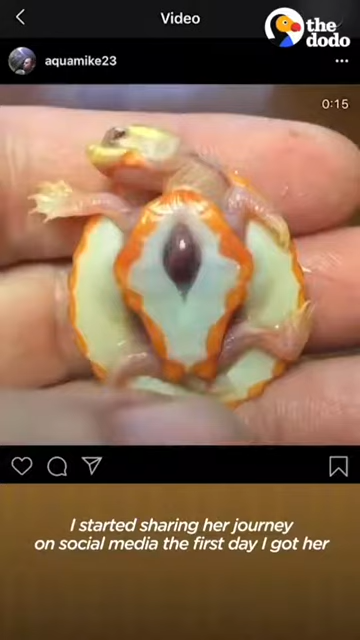 Video
the
dodo
aquamike23
0:15
I started sharing her journey
on social media the first day I got her